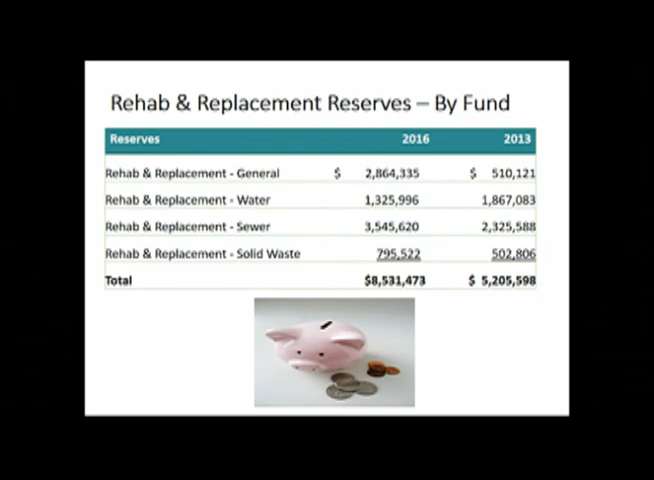 Rehab & Replacement Reserves – By Fund
Reserves 2016 2013
Rehab & Replacement - General $ 2,864,335 $ 510,121
Rehab & Replacement - Water 1,325,996 1,867,083
Rehab & Replacement - Sewer 3,545,620 2,325,588
Rehab & Replacement - Solid Waste 795,522 502,806
Total $8,531,473 $ 5,205,598